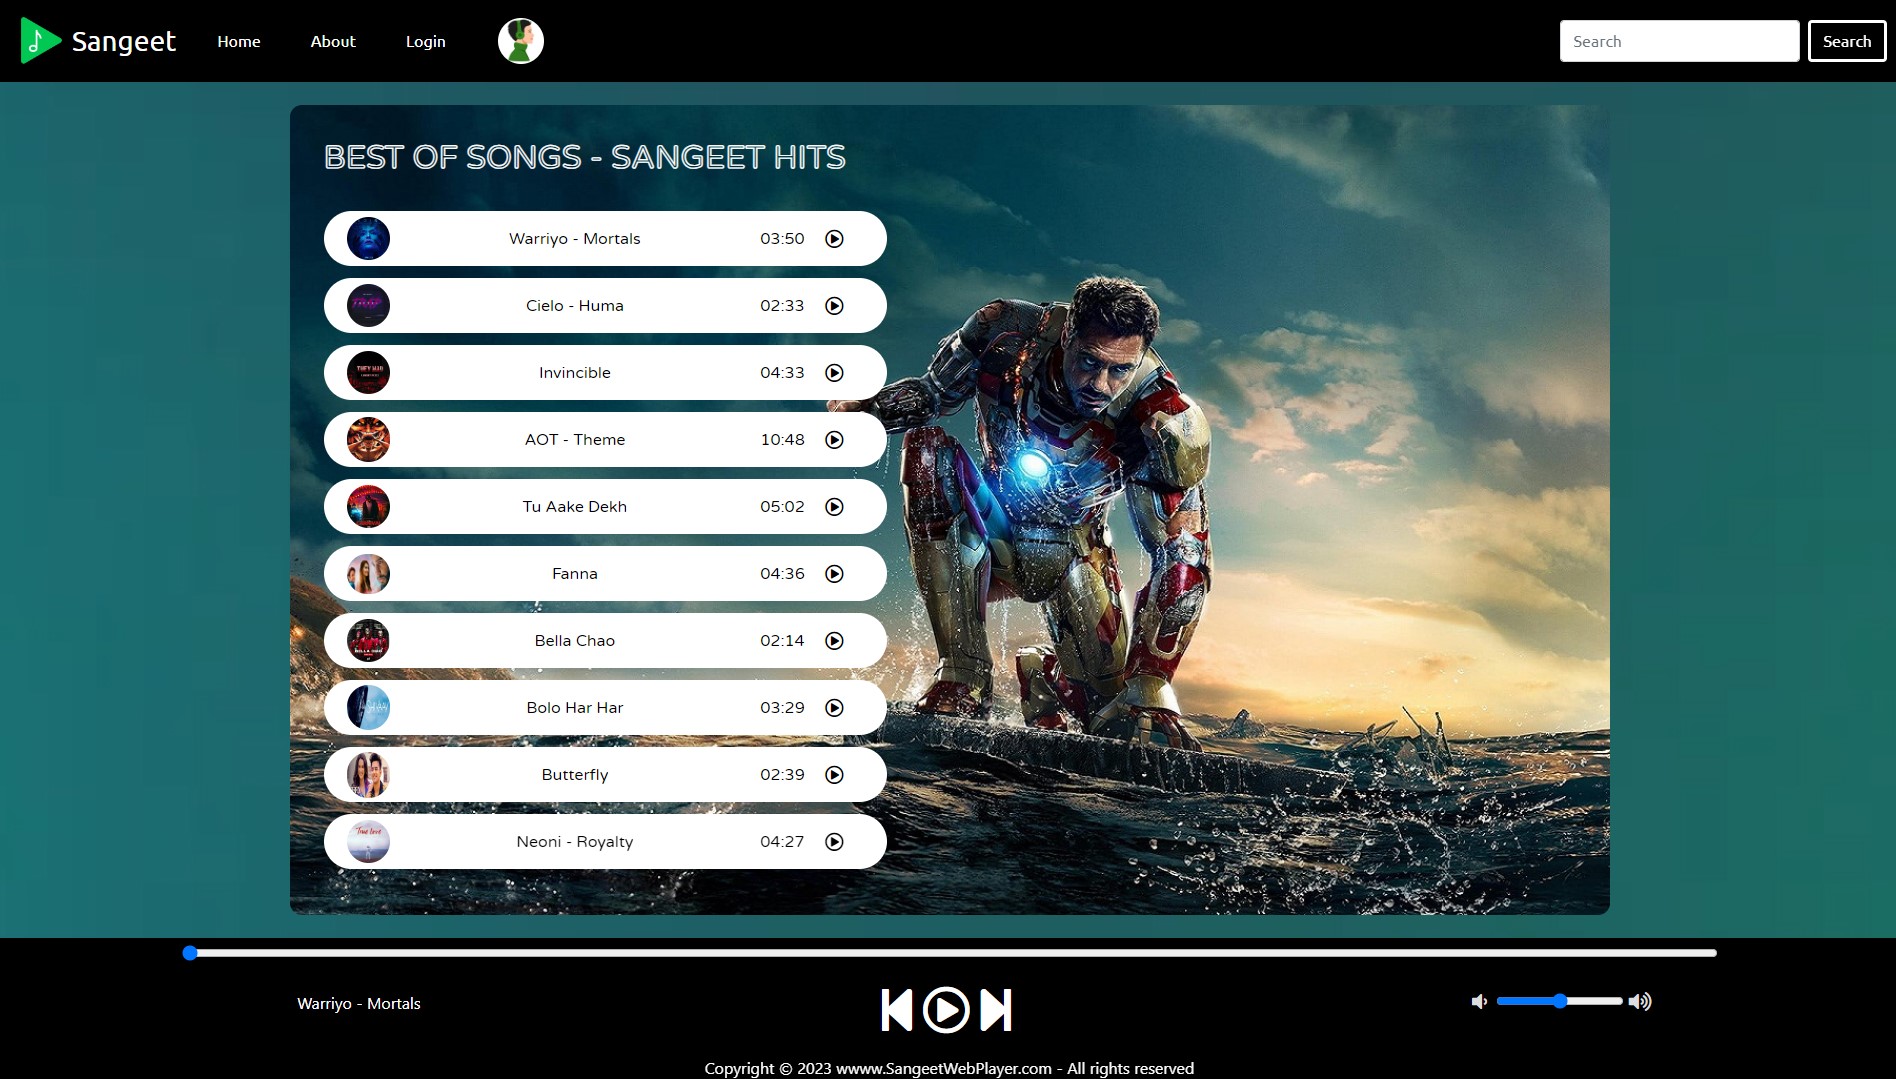 Sangeet
Home
About
Login
Search
Search
BEST OF SONGS - SANGEET HITS
Warriyo - Mortals 03:50
Cielo - Huma 02:33
Invincible 04:33
AOT - Theme 10:48
Tu Aake Dekh 05:02
Fanna 04:36
Bella Chao 02:14
Bolo Har Har 03:29
Butterfly 02:39
True Love
Neoni - Royalty 04:27
Warriyo - Mortals
Copyright © 2023 wwww.SangeetWebPlayer.com - All rights reserved